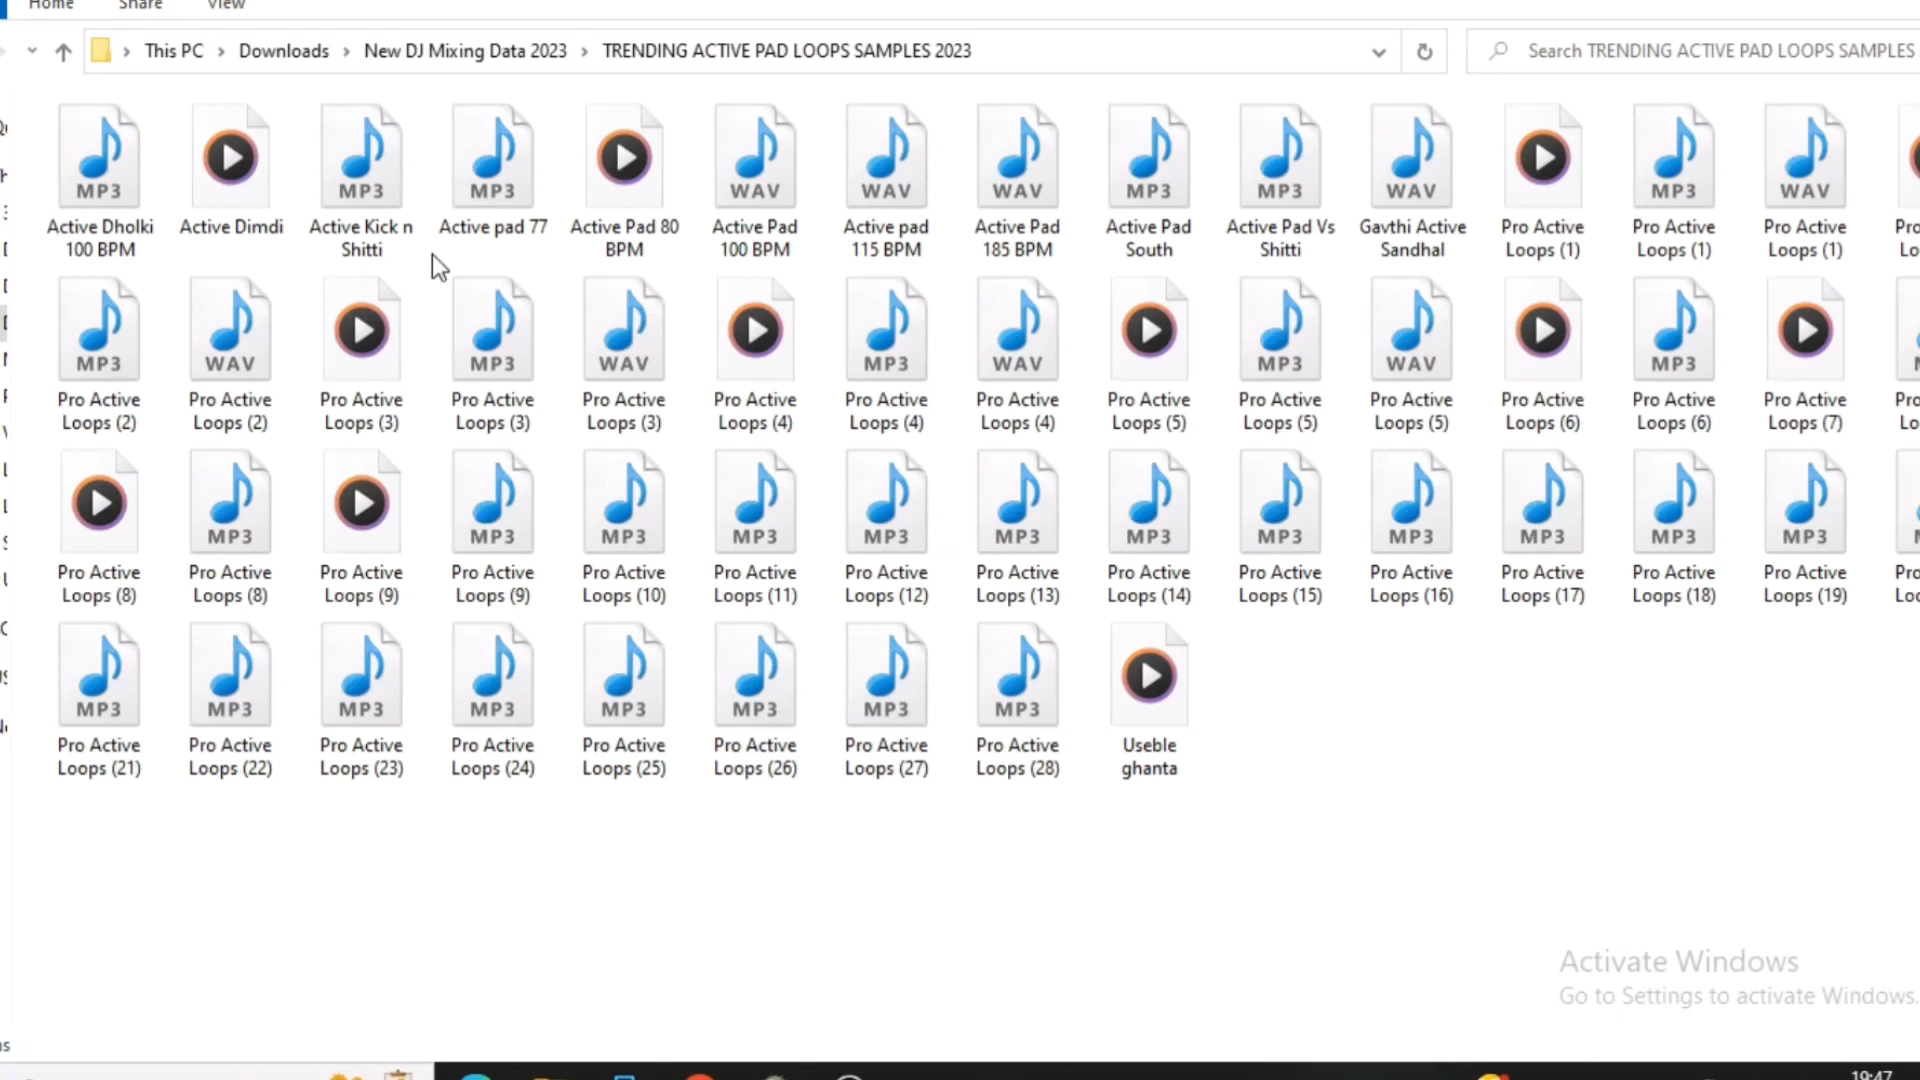 Home Share View
This PC › Downloads › New DJ Mixing Data 2023 › TRENDING ACTIVE PAD LOOPS SAMPLES 2023
Search TRENDING ACTIVE PAD LOOPS SAMPLES
MP3 MP3 MP3 WAV WAV WAV MP3 MP3 WAV MP3 WAV
Active Dholki 100 BPM
Active Dimdi
Active Kick n Shitti
Active pad 77
Active Pad 80 BPM
Active Pad 100 BPM
Active pad 115 BPM
Active Pad 185 BPM
Active Pad South
Active Pad Vs Shitti
Gavthi Active Sandhal
Pro Active Loops (1)
Pro Active Loops (1)
Pro Active Loops (1)
MP3 WAV MP3 WAV MP3 WAV MP3 WAV MP3
Pro Active Loops (2)
Pro Active Loops (2)
Pro Active Loops (3)
Pro Active Loops (3)
Pro Active Loops (3)
Pro Active Loops (4)
Pro Active Loops (4)
Pro Active Loops (4)
Pro Active Loops (5)
Pro Active Loops (5)
Pro Active Loops (5)
Pro Active Loops (6)
Pro Active Loops (6)
Pro Active Loops (7)
MP3 MP3 MP3 MP3 MP3 MP3 MP3 MP3 MP3 MP3 MP3 MP3
Pro Active Loops (8)
Pro Active Loops (8)
Pro Active Loops (9)
Pro Active Loops (9)
Pro Active Loops (10)
Pro Active Loops (11)
Pro Active Loops (12)
Pro Active Loops (13)
Pro Active Loops (14)
Pro Active Loops (15)
Pro Active Loops (16)
Pro Active Loops (17)
Pro Active Loops (18)
Pro Active Loops (19)
MP3 MP3 MP3 MP3 MP3 MP3 MP3 MP3
Pro Active Loops (21)
Pro Active Loops (22)
Pro Active Loops (23)
Pro Active Loops (24)
Pro Active Loops (25)
Pro Active Loops (26)
Pro Active Loops (27)
Pro Active Loops (28)
Useble ghanta
Activate Windows
Go to Settings to activate Windows.
19:47